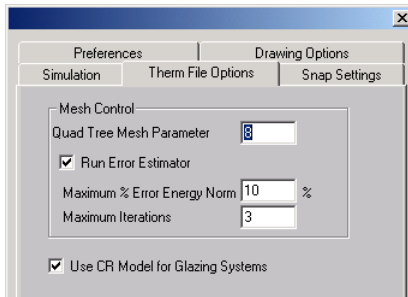 Preferences Drawing Options
Simulation Therm File Options Snap Settings
Mesh Control
Quad Tree Mesh Parameter 8
Run Error Estimator
Maximum % Error Energy Norm 10 %
Maximum Iterations 3
Use CR Model for Glazing Systems